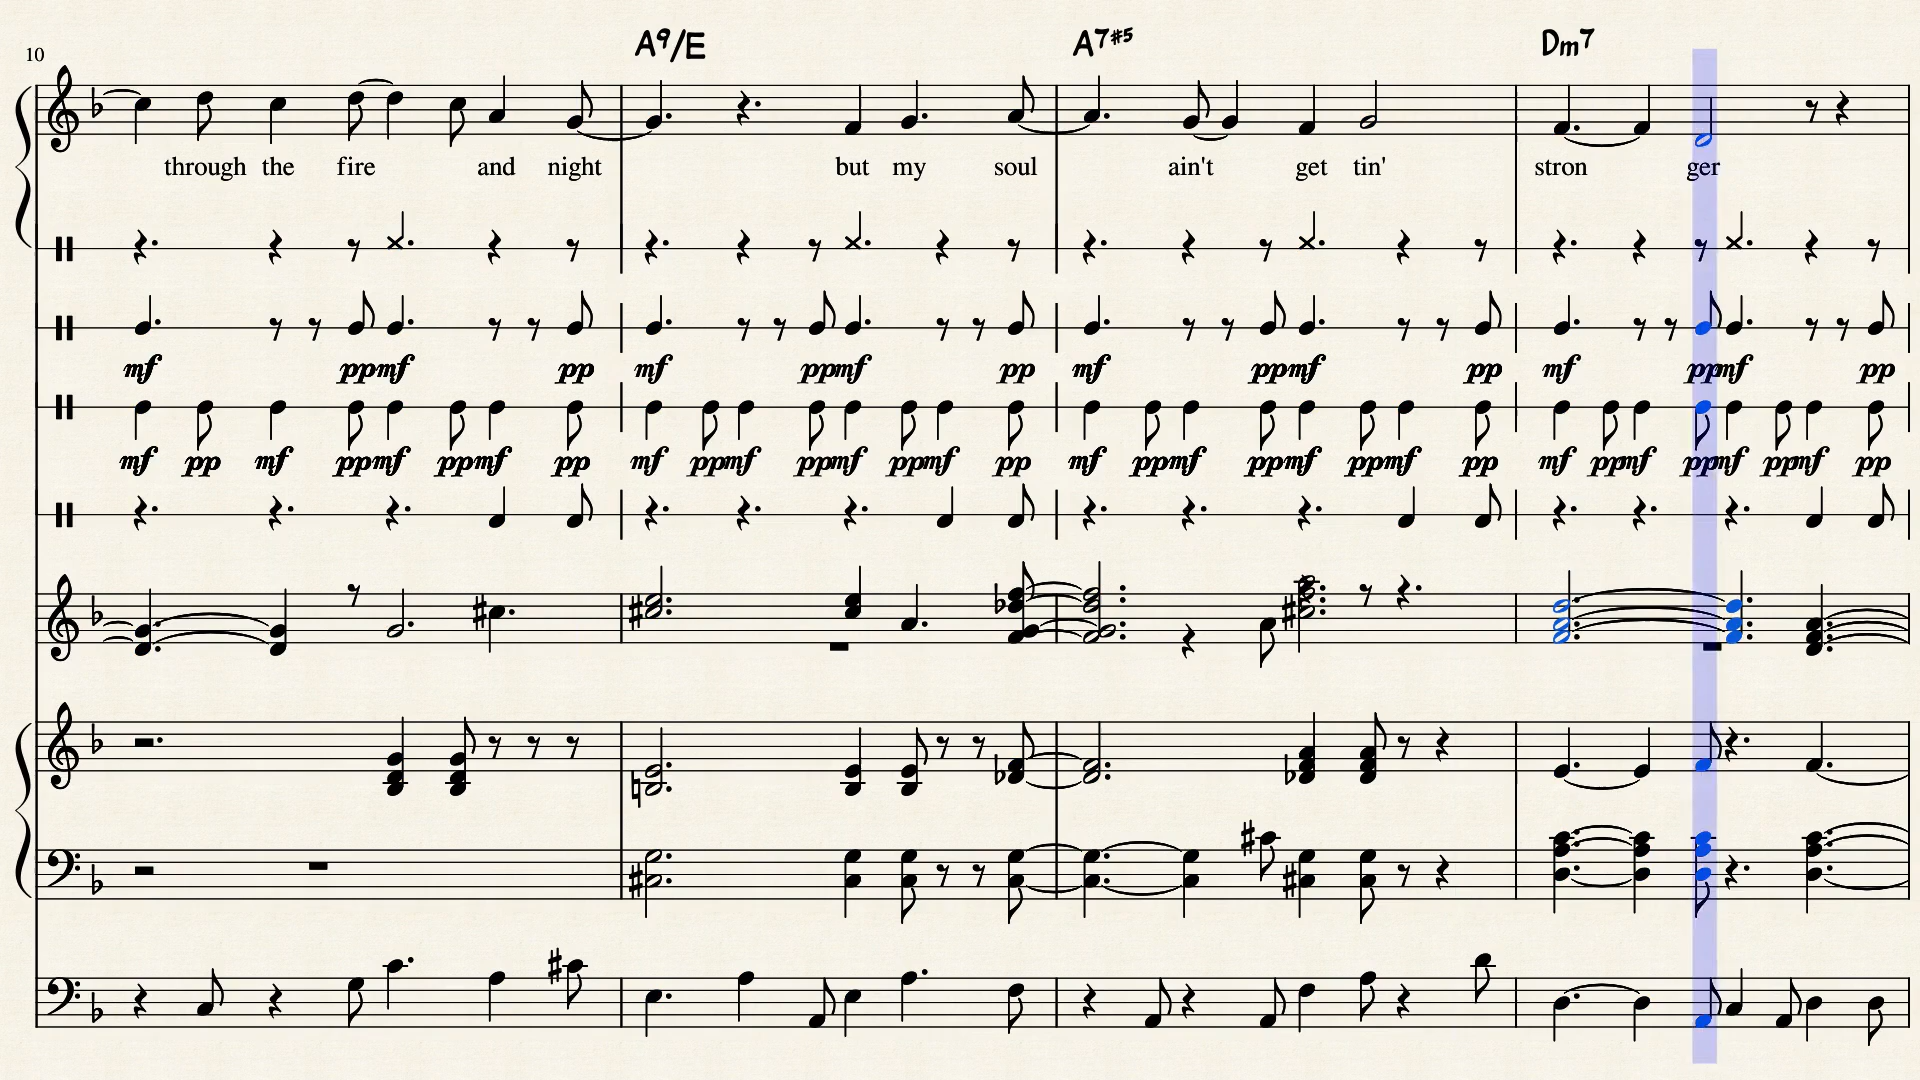 A9/E A7#5 Dm7
10
through the fire and night but my soul ain't get tin' stron ger
mf ppmf pp mf ppmf pp mf ppmf pp mf ppmf pp
mf pp mf ppmf ppmf pp mf ppmf ppmf ppmf pp mf ppmf ppmf ppmf pp mf ppmf ppmf ppmf pp